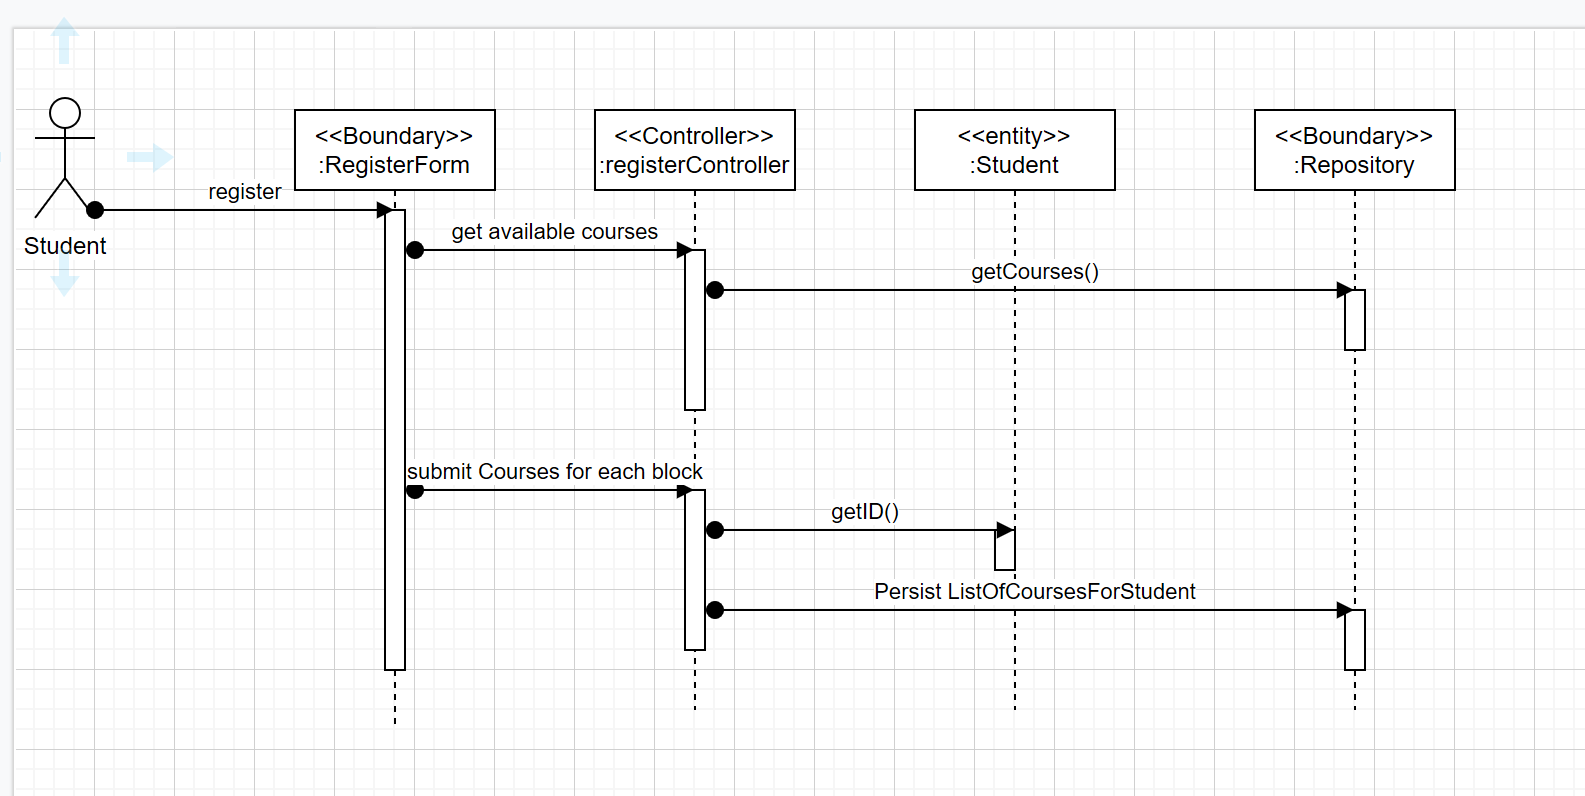 <<Boundary>>
:RegisterForm
<<Controller>>
:registerController
<<entity>>
:Student
<<Boundary>>
:Repository
register
Student
get available courses
getCourses()
submit Courses for each block
getID()
Persist ListOfCoursesForStudent